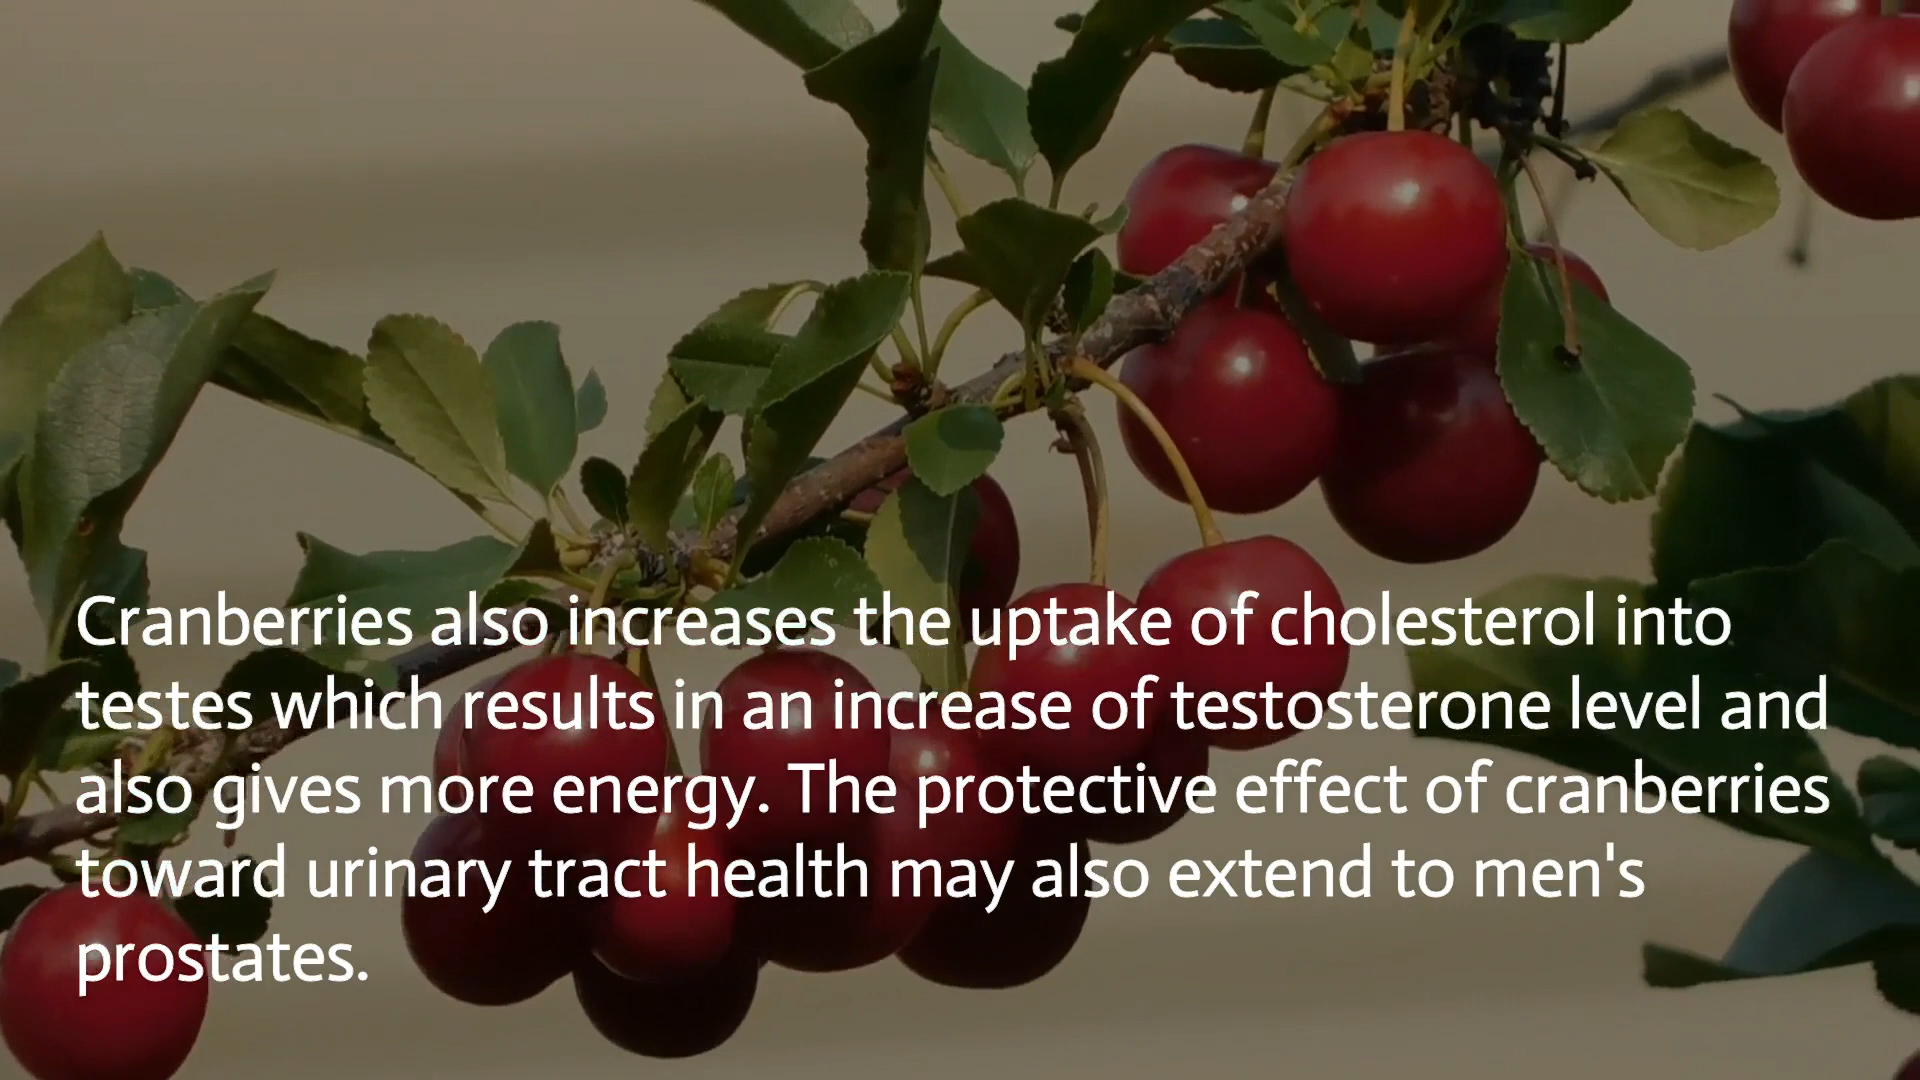 Cranberries also increases the uptake of cholesterol into
testes which results in an increase of testosterone level and
also gives more energy. The protective effect of cranberries
toward urinary tract health may also extend to men's
prostates.